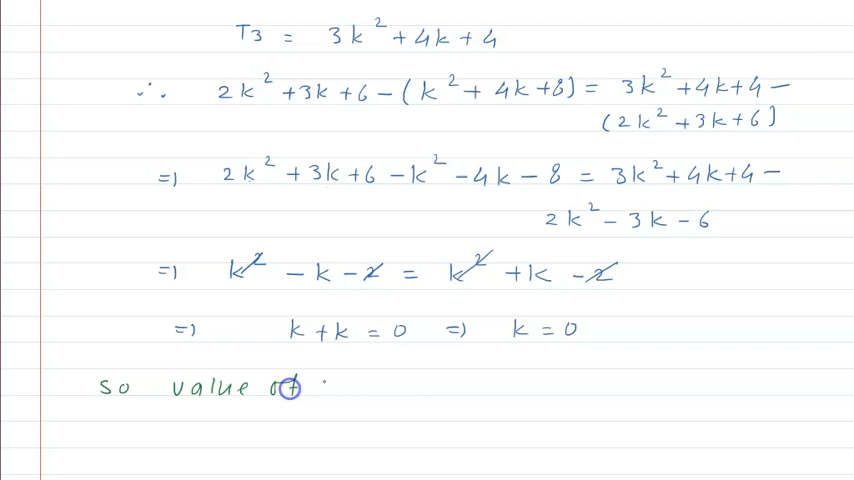 T3 = 3k² + 4k + 4
∴ 2k² + 3k + 6 - (k² + 4k + 8) = 3k² + 4k + 4 -
(2k² + 3k + 6)
=) 2k² + 3k + 6 - k² - 4k - 8 = 3k² + 4k + 4 -
2k² - 3k - 6
=) k² - k - 2 = k² + k - 2
=) k + k = 0 =) k = 0
so value of